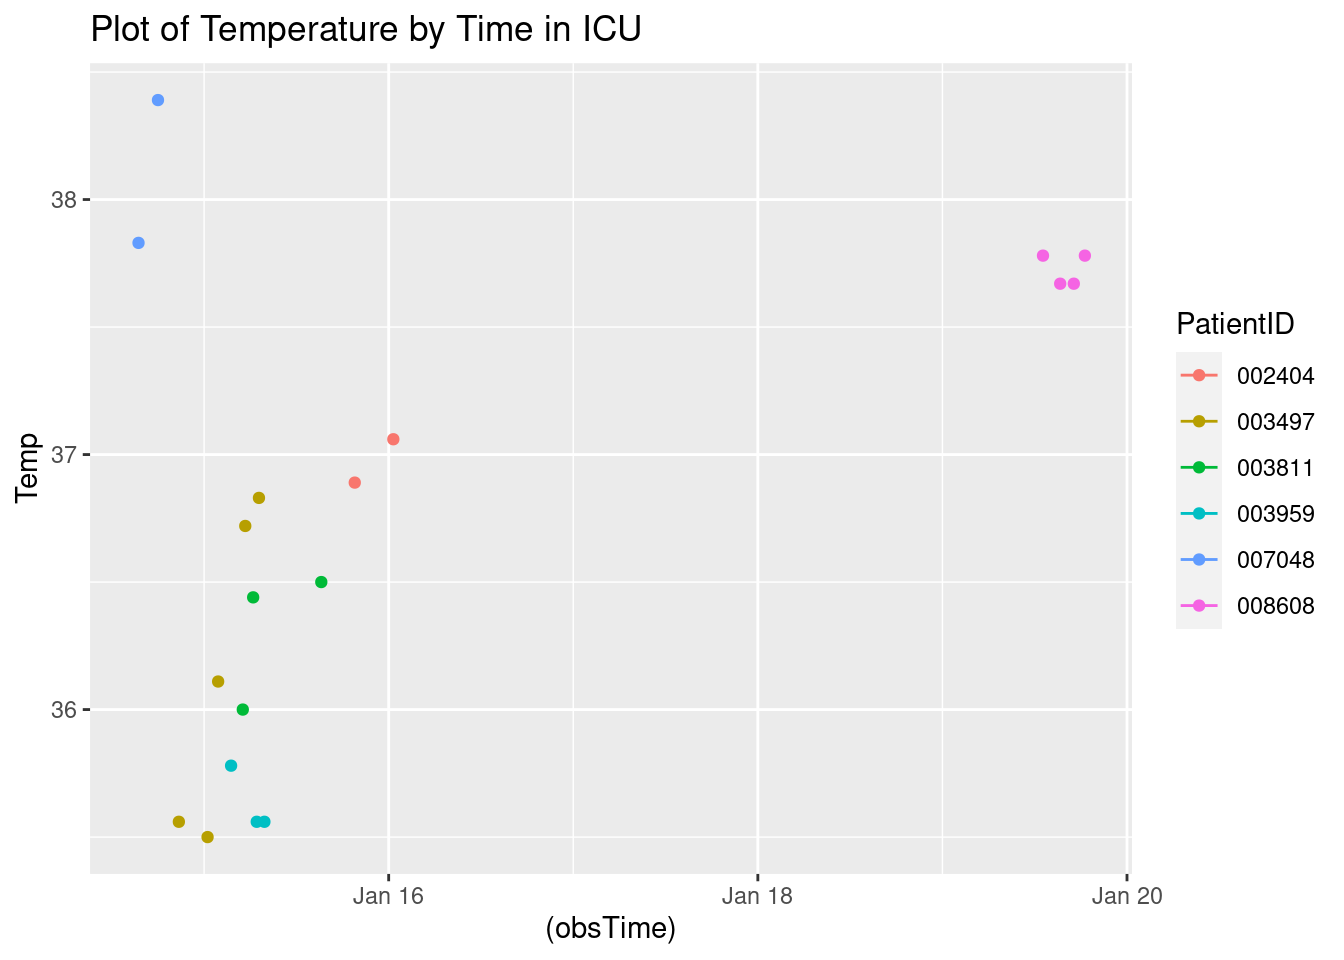 Plot of Temperature by Time in ICU
38
37
36
Temp
Jan 16
Jan 18
Jan 20
(obsTime)
PatientID
002404
003497
003811
003959
007048
008608